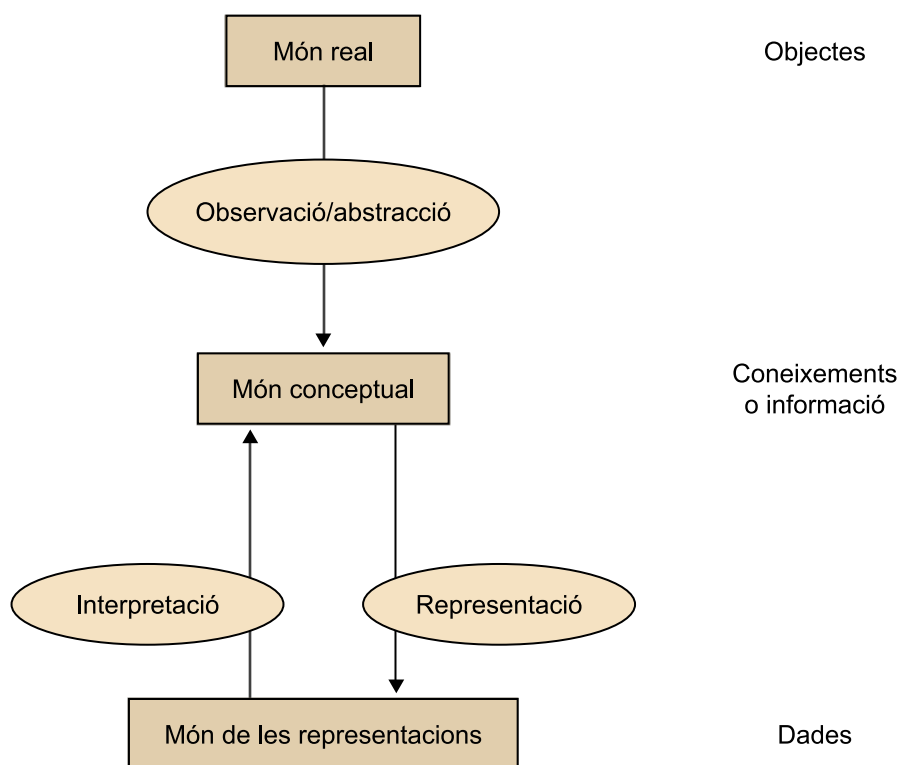 Món real
Objectes
Observació/abstracció
Món conceptual
Coneixements
o informació
Interpretació
Representació
Món de les representacions
Dades